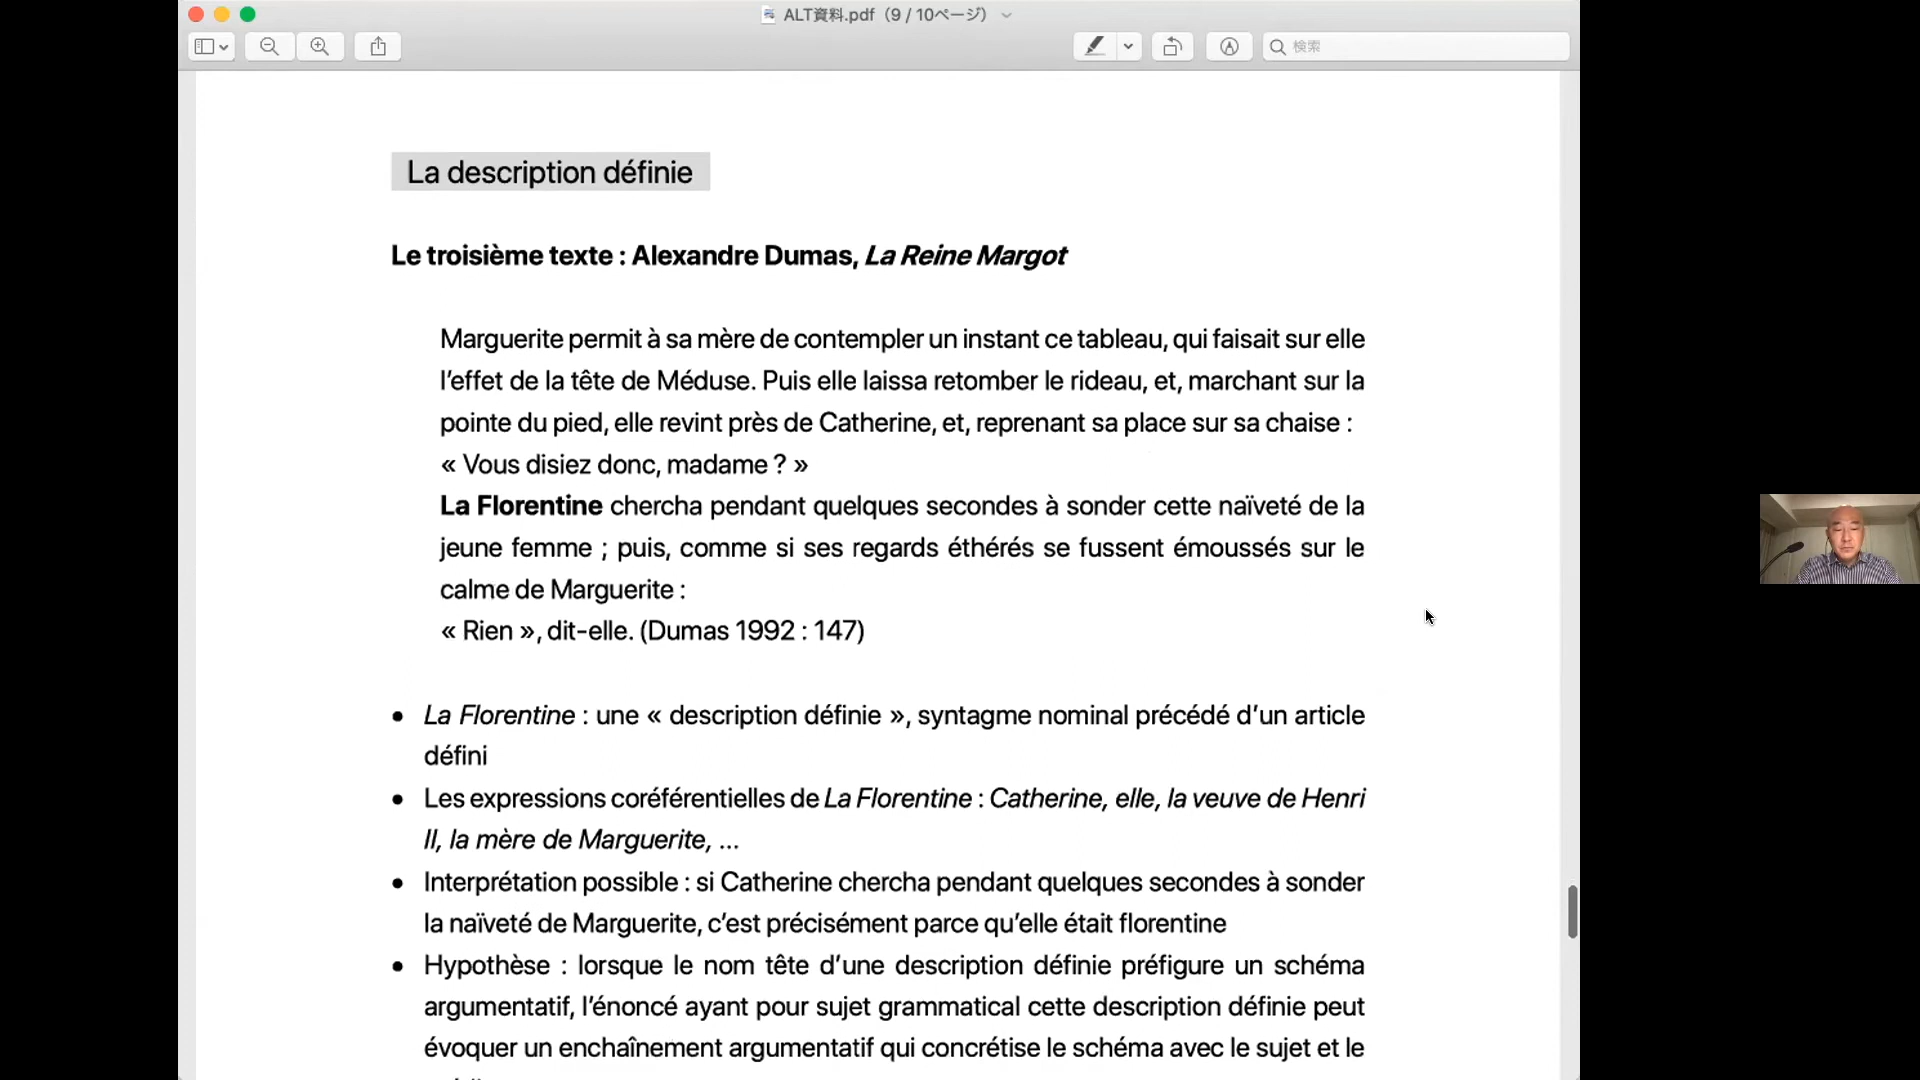 ALT資料.pdf（9 / 10ページ）
検索
La description définie
Le troisième texte : Alexandre Dumas, La Reine Margot
Marguerite permit à sa mère de contempler un instant ce tableau, qui faisait sur elle
l’effet de la tête de Méduse. Puis elle laissa retomber le rideau, et, marchant sur la
pointe du pied, elle revint près de Catherine, et, reprenant sa place sur sa chaise :
« Vous disiez donc, madame ? »
La Florentine chercha pendant quelques secondes à sonder cette naïveté de la
jeune femme ; puis, comme si ses regards éthérés se fussent émoussés sur le
calme de Marguerite :
« Rien », dit-elle. (Dumas 1992 : 147)
• La Florentine : une « description définie », syntagme nominal précédé d’un article
défini
• Les expressions coréférentielles de La Florentine : Catherine, elle, la veuve de Henri
II, la mère de Marguerite, ...
• Interprétation possible : si Catherine chercha pendant quelques secondes à sonder
la naïveté de Marguerite, c’est précisément parce qu’elle était florentine
• Hypothèse : lorsque le nom tête d’une description définie préfigure un schéma
argumentatif, l’énoncé ayant pour sujet grammatical cette description définie peut
évoquer un enchaînement argumentatif qui concrétise le schéma avec le sujet et le